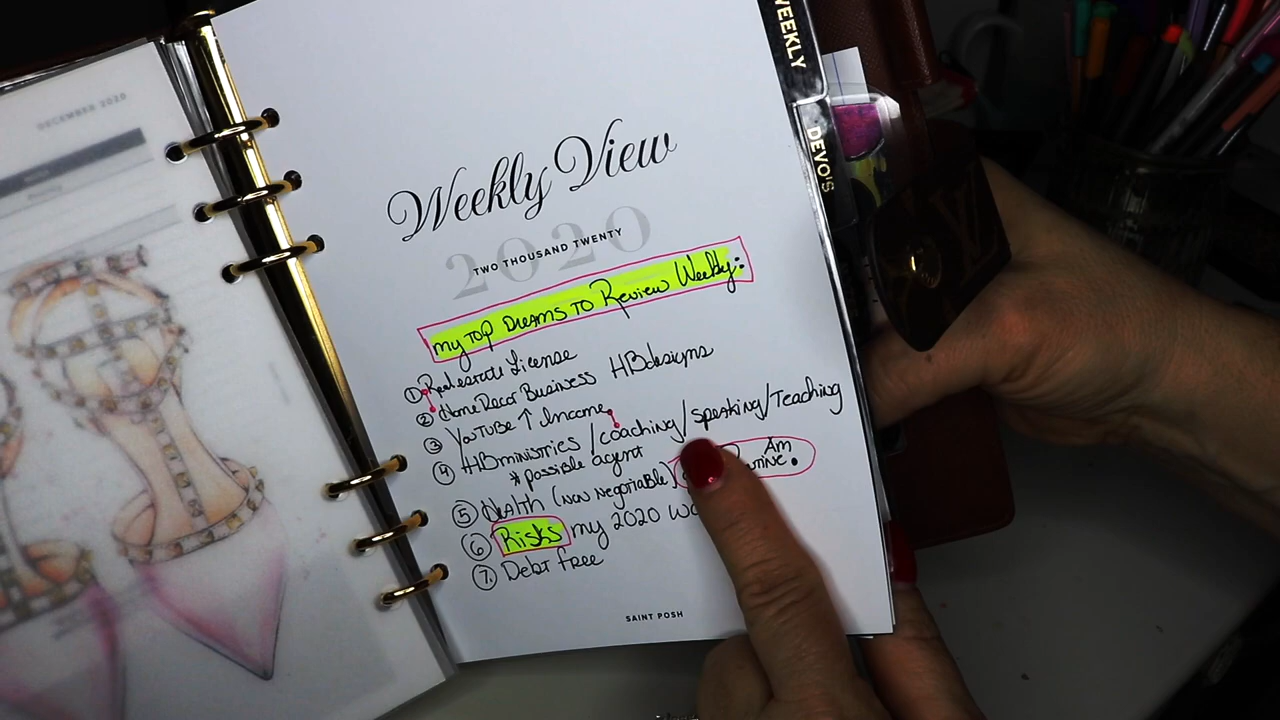 DECEMBER 2020
WEEKLY
DEVO'S
Weekly View
2020
TWO THOUSAND TWENTY
my TOP DREAMS TO Review Weekly:
① Real estate License
② Home Decor Business HBdesigns
③ YouTube ↑ Income
④ HBministries / coaching / speaking / Teaching
* possible agent
⑤ Health (non negotiable) Am
⑥ Risks my 2020
⑦ Debt free
SAINT POSH